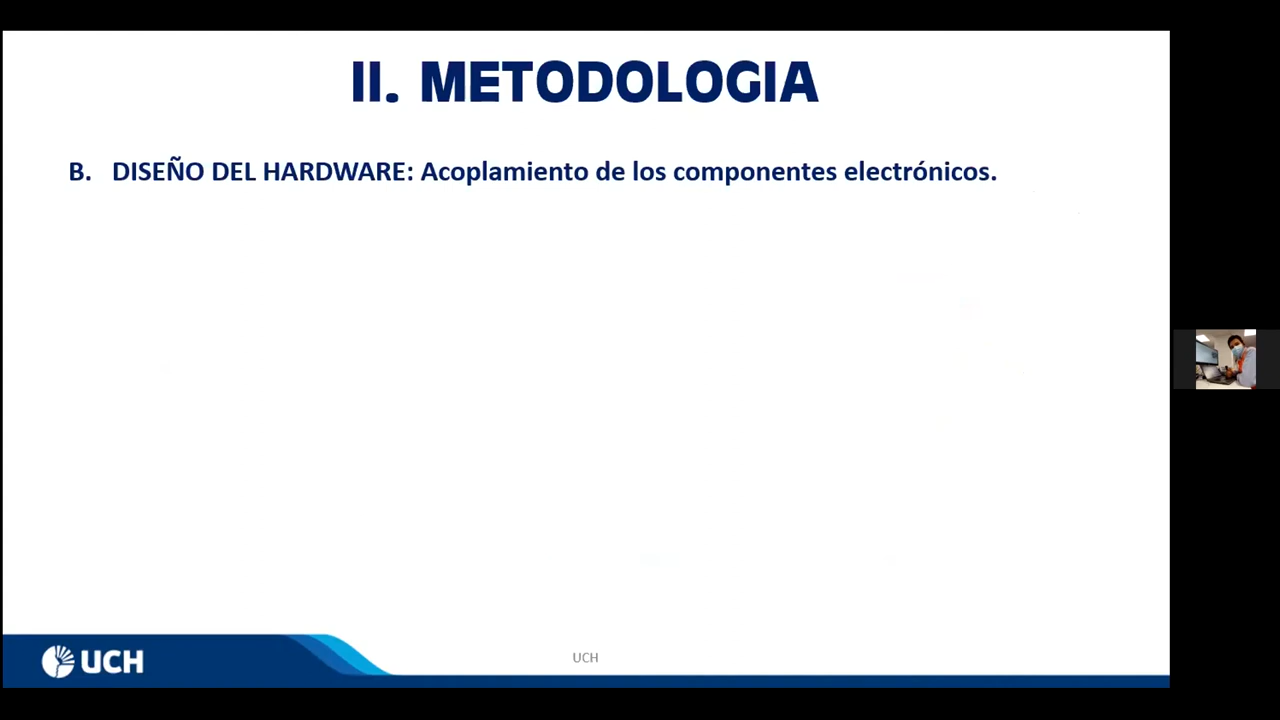 II. METODOLOGIA
B. DISEÑO DEL HARDWARE: Acoplamiento de los componentes electrónicos.
UCH
UCH